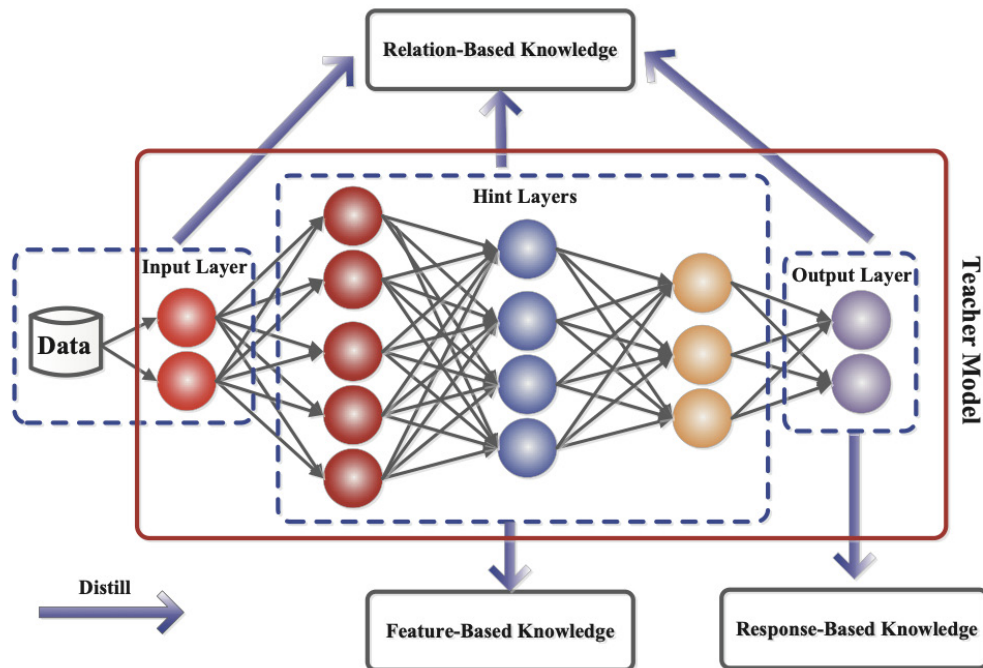 Relation-Based Knowledge
Hint Layers
Input Layer
Output Layer
Data
Teacher Model
Distill
Feature-Based Knowledge
Response-Based Knowledge